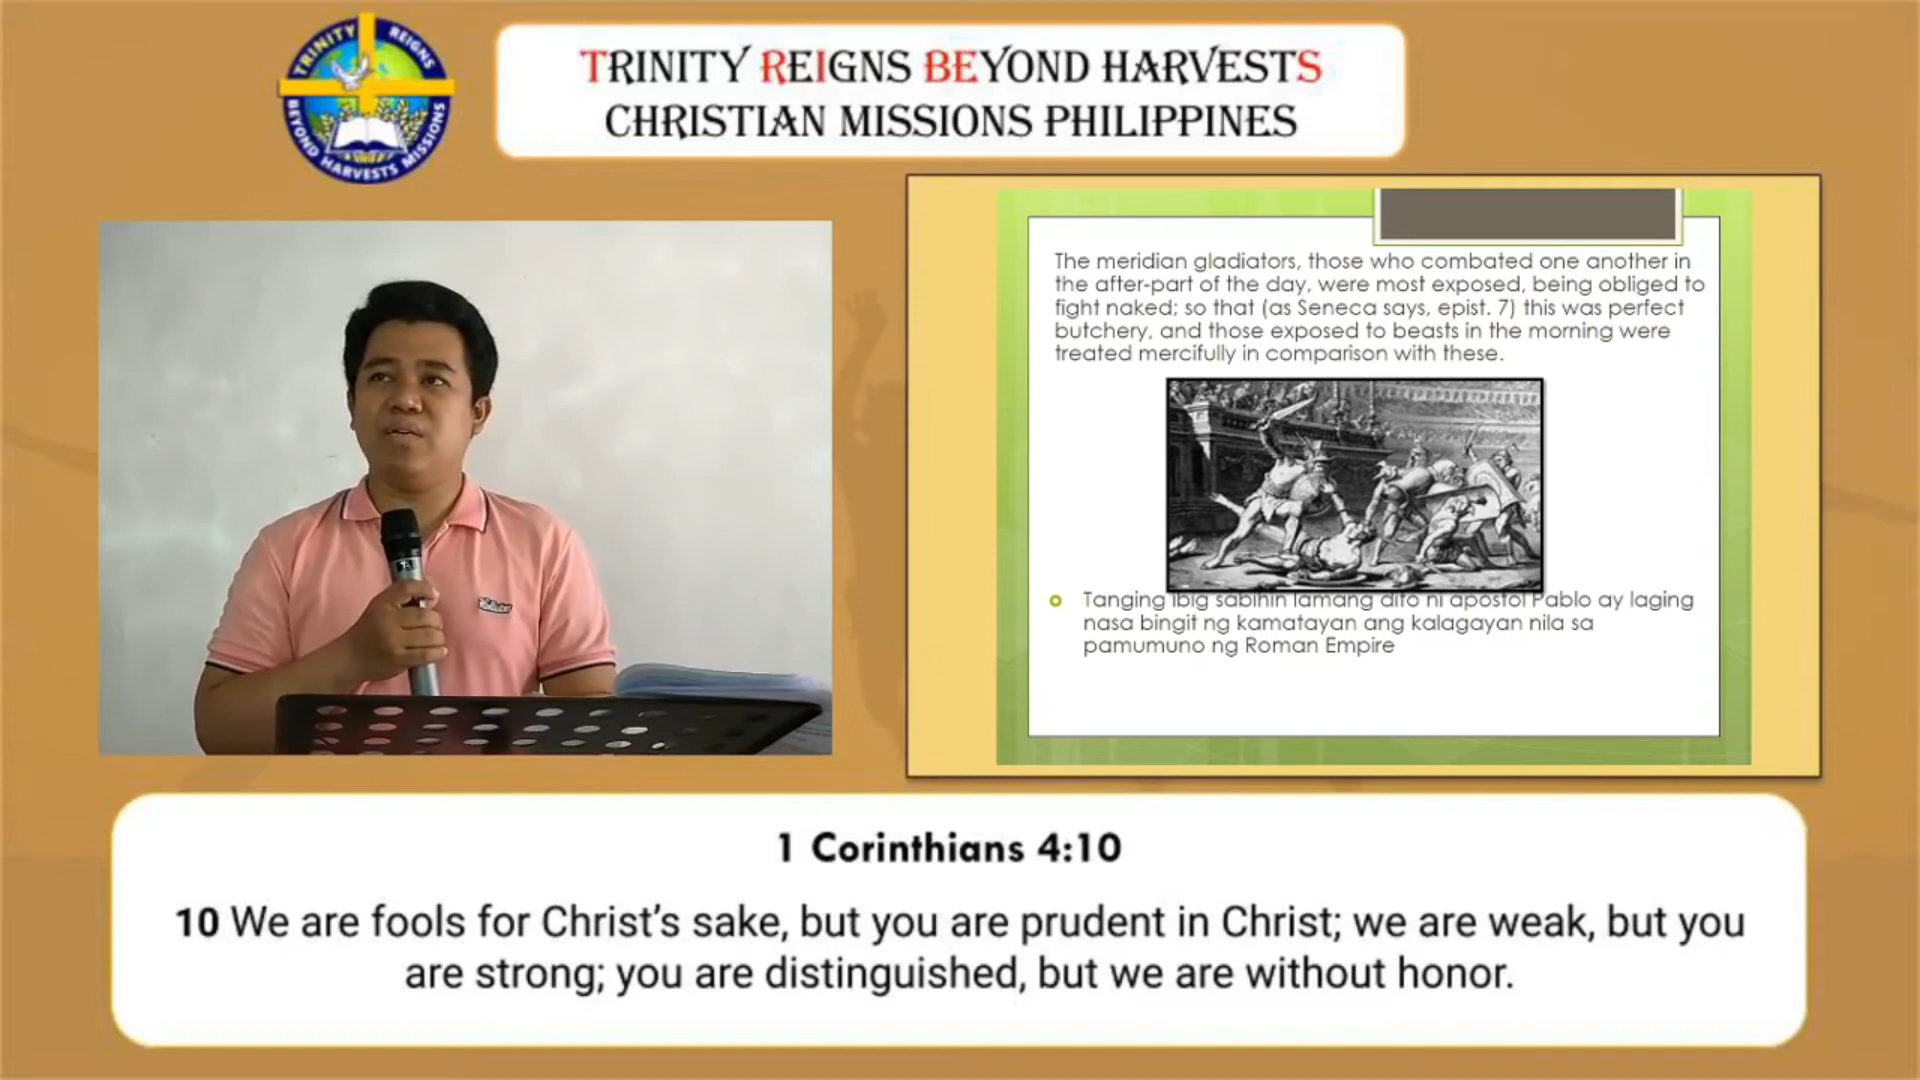 TRINITY REIGNS
BEYOND HARVESTS MISSIONS
TRINITY REIGNS BEYOND HARVESTS
CHRISTIAN MISSIONS PHILIPPINES
The meridian gladiators, those who combated one another in
the after-part of the day, were most exposed, being obliged to
fight naked; so that (as Seneca says, epist. 7) this was perfect
butchery, and those exposed to beasts in the morning were
treated mercifully in comparison with these.
Tanging ibig sabihin lamang dito ni apostol Pablo ay laging
nasa bingit ng kamatayan ang kalagayan nila sa
pamumuno ng Roman Empire
1 Corinthians 4:10
10 We are fools for Christ’s sake, but you are prudent in Christ; we are weak, but you
are strong; you are distinguished, but we are without honor.